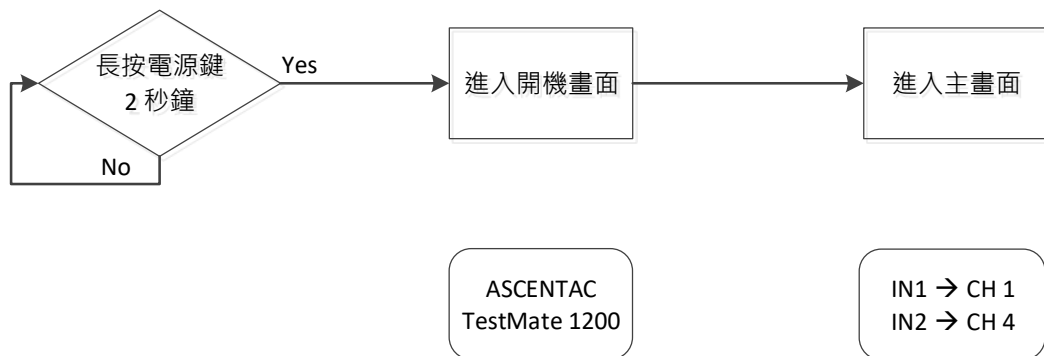 長按電源鍵
2 秒鐘
Yes
No
進入開機畫面
進入主畫面
ASCENTAC
TestMate 1200
IN1 → CH 1
IN2 → CH 4